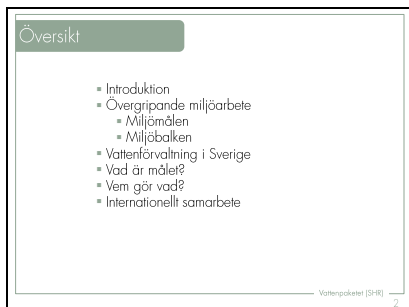 Översikt
Introduktion
Övergripande miljöarbete
Miljömålen
Miljöbalken
Vattenförvaltning i Sverige
Vad är målet?
Vem gör vad?
Internationellt samarbete
Vattenpaketet (SHR)
2